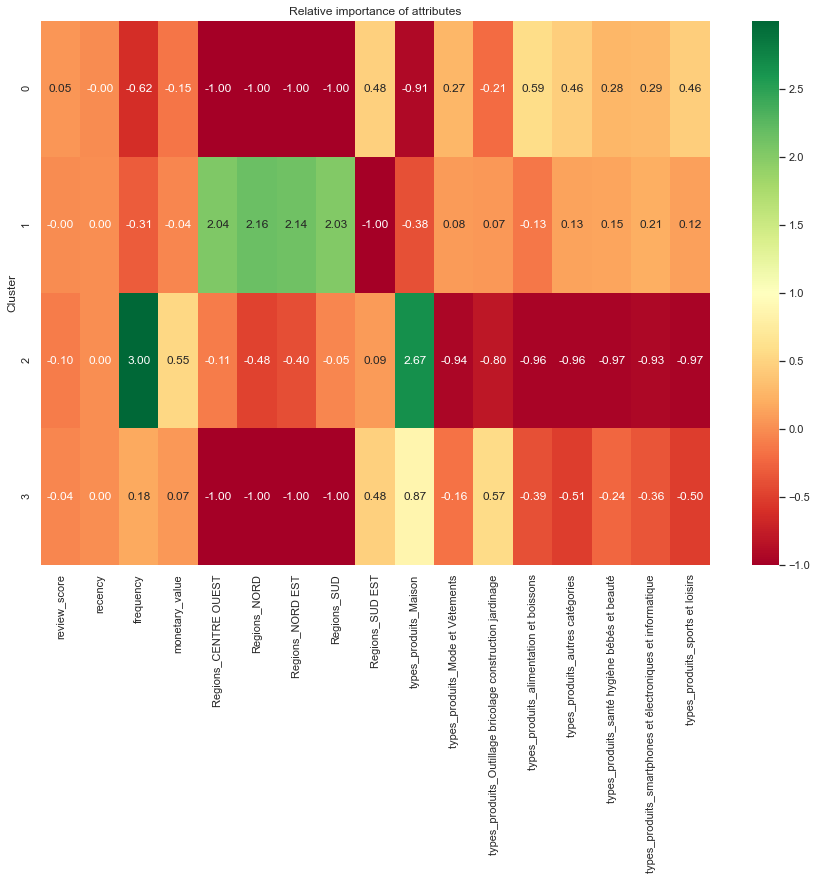 Relative importance of attributes
0 0.05 -0.00 -0.62 -0.15 -1.00 -1.00 -1.00 -1.00 0.48 -0.91 0.27 -0.21 0.59 0.46 0.28 0.29 0.46
1 -0.00 0.00 -0.31 -0.04 2.04 2.16 2.14 2.03 -1.00 -0.38 0.08 0.07 -0.13 0.13 0.15 0.21 0.12
Cluster
2 -0.10 0.00 3.00 0.55 -0.11 -0.48 -0.40 -0.05 0.09 2.67 -0.94 -0.80 -0.96 -0.96 -0.97 -0.93 -0.97
3 -0.04 0.00 0.18 0.07 -1.00 -1.00 -1.00 -1.00 0.48 0.87 -0.16 0.57 -0.39 -0.51 -0.24 -0.36 -0.50
review_score
recency
frequency
monetary_value
Regions_CENTRE OUEST
Regions_NORD
Regions_NORD EST
Regions_SUD
Regions_SUD EST
types_produits_Maison
types_produits_Mode et Vêtements
types_produits_Outillage bricolage construction jardinage
types_produits_alimentation et boissons
types_produits_autres catégories
types_produits_santé hygiène bébés et beauté
types_produits_smartphones et électroniques et informatique
types_produits_sports et loisirs
2.5
2.0
1.5
1.0
0.5
0.0
−0.5
−1.0